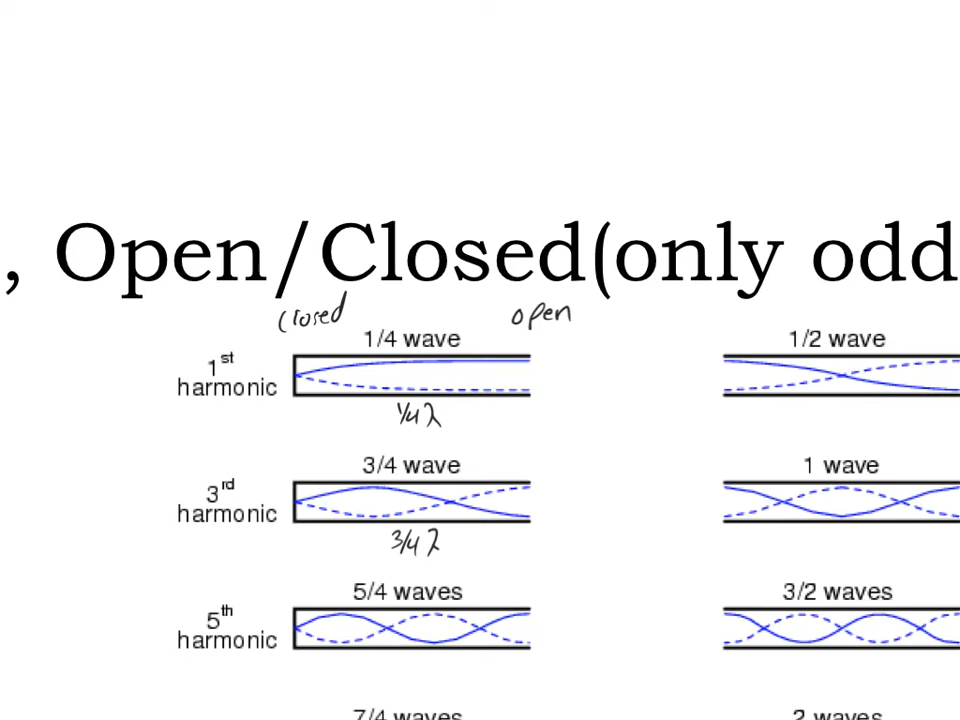 , Open/Closed(only odd
closed open
1/4 wave 1/2 wave
1st
harmonic
1/4 λ
3/4 wave 1 wave
3rd
harmonic
3/4 λ
5/4 waves 3/2 waves
5th
harmonic
7/4 waves 2 waves